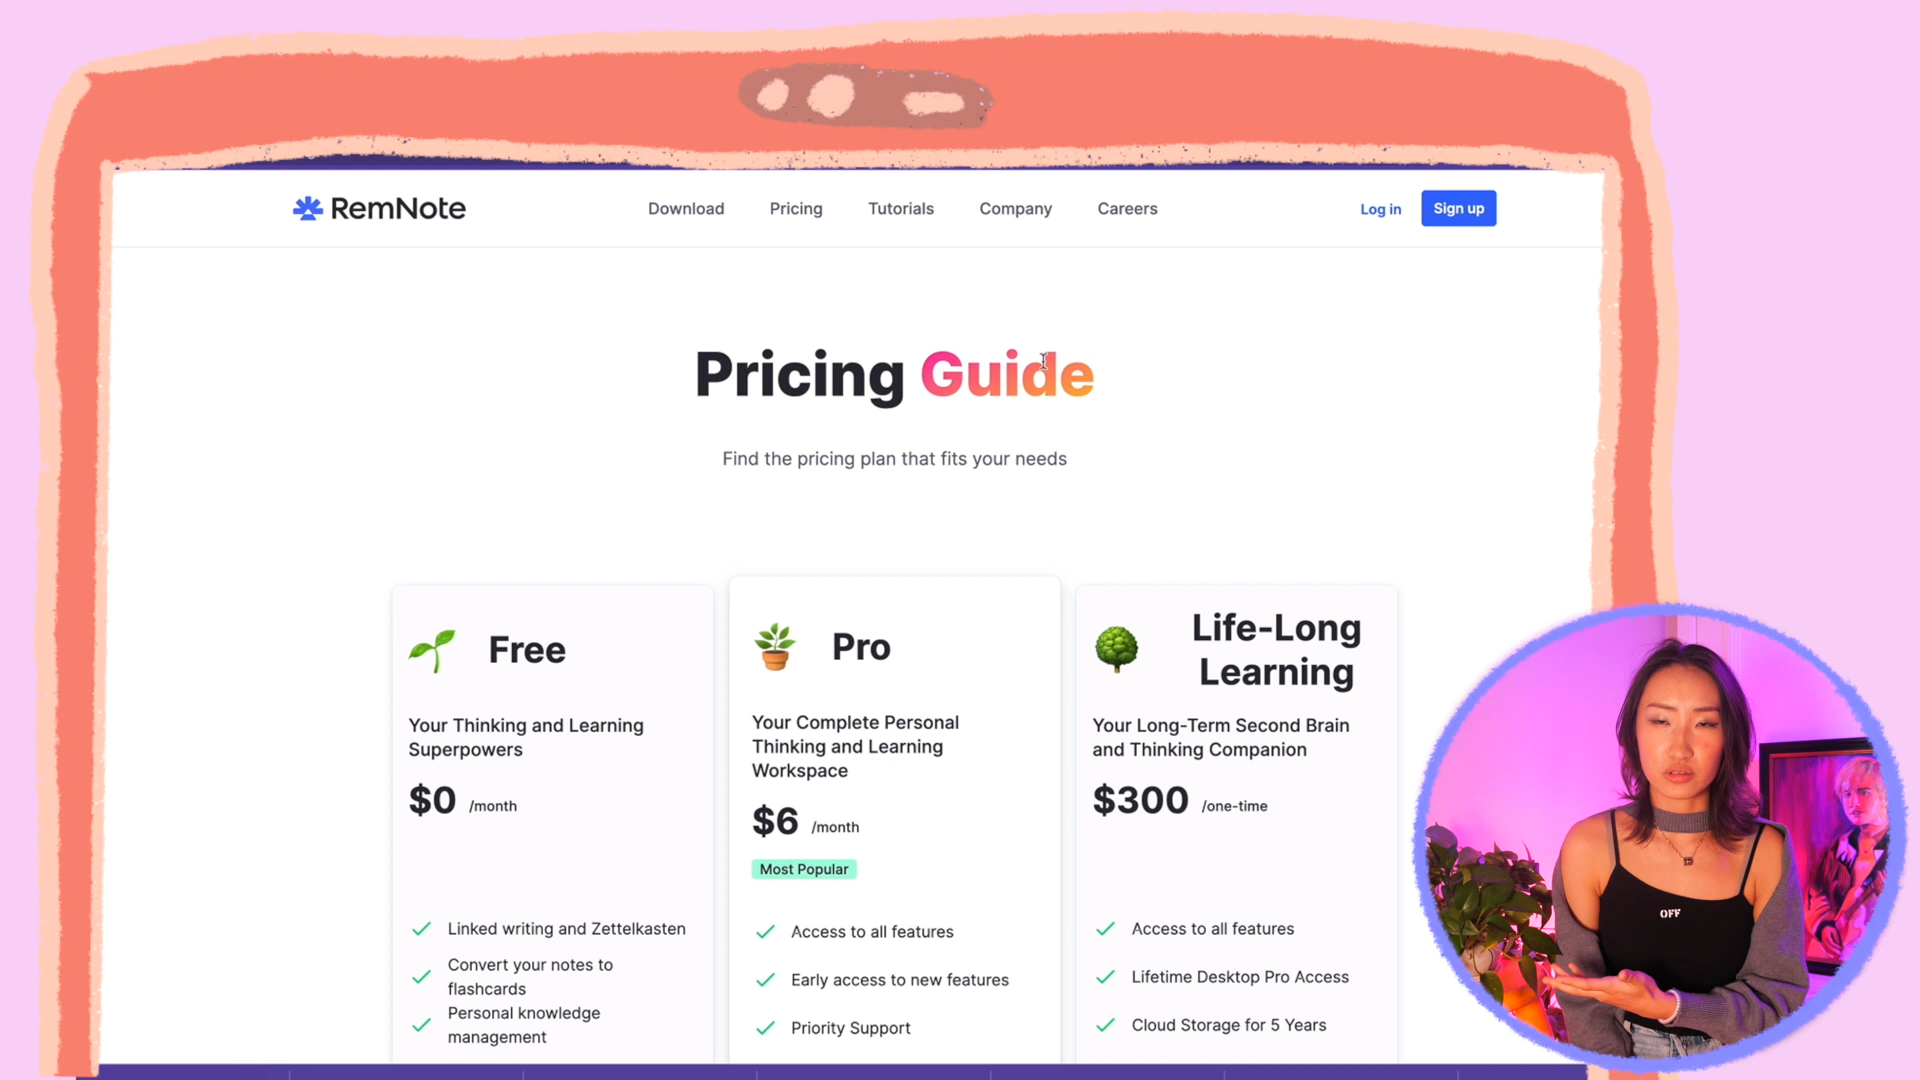 RemNote
Download
Pricing
Tutorials
Company
Careers
Log in
Sign up
Pricing Guide
Find the pricing plan that fits your needs
Free
Your Thinking and Learning
Superpowers
$0 /month
Linked writing and Zettelkasten
Convert your notes to
flashcards
Personal knowledge
management
Pro
Your Complete Personal
Thinking and Learning
Workspace
$6 /month
Most Popular
Access to all features
Early access to new features
Priority Support
Life-Long
Learning
Your Long-Term Second Brain
and Thinking Companion
$300 /one-time
Access to all features
Lifetime Desktop Pro Access
Cloud Storage for 5 Years
OFF